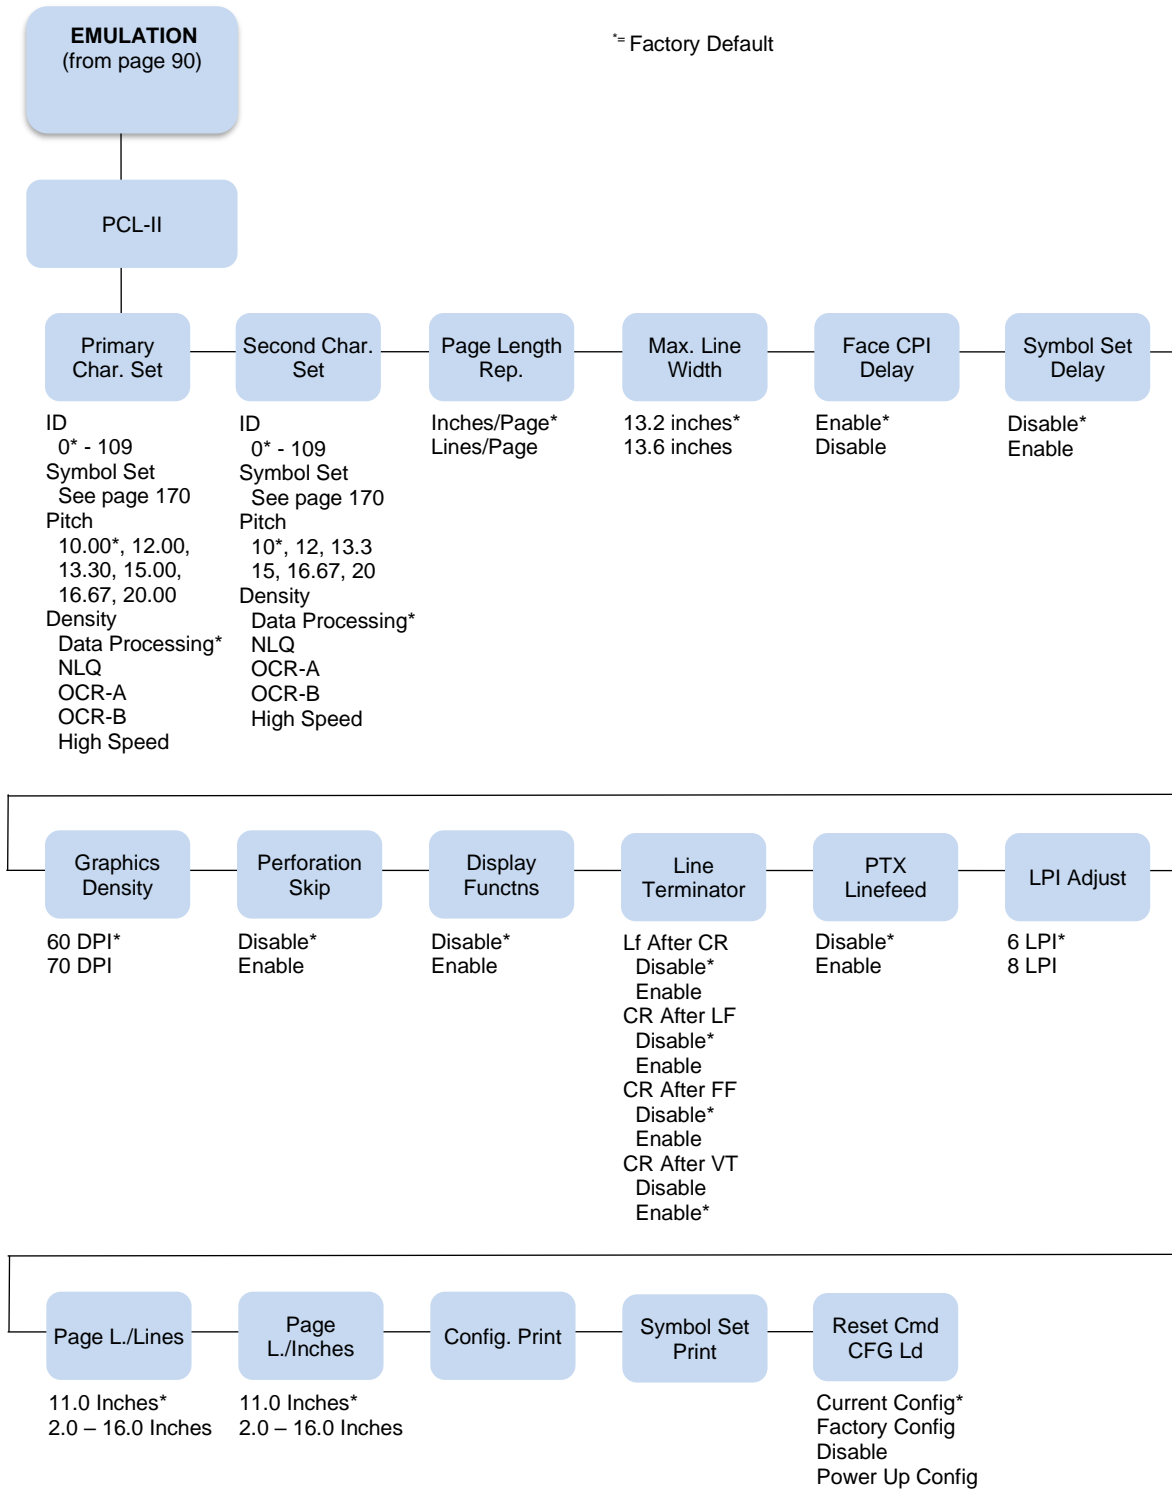 EMULATION
(from page 90)
*= Factory Default
PCL-II
Primary
Char. Set
ID
0* - 109
Symbol Set
See page 170
Pitch
10.00*, 12.00,
13.30, 15.00,
16.67, 20.00
Density
Data Processing*
NLQ
OCR-A
OCR-B
High Speed
Second Char.
Set
ID
0* - 109
Symbol Set
See page 170
Pitch
10*, 12, 13.3
15, 16.67, 20
Density
Data Processing*
NLQ
OCR-A
OCR-B
High Speed
Page Length
Rep.
Inches/Page*
Lines/Page
Max. Line
Width
13.2 inches*
13.6 inches
Face CPI
Delay
Enable*
Disable
Symbol Set
Delay
Disable*
Enable
Graphics
Density
60 DPI*
70 DPI
Perforation
Skip
Disable*
Enable
Display
Functns
Disable*
Enable
Line
Terminator
Lf After CR
Disable*
Enable
CR After LF
Disable*
Enable
CR After FF
Disable*
Enable
CR After VT
Disable
Enable*
PTX
Linefeed
Disable*
Enable
LPI Adjust
6 LPI*
8 LPI
Page L./Lines
11.0 Inches*
2.0 – 16.0 Inches
Page
L./Inches
11.0 Inches*
2.0 – 16.0 Inches
Config. Print
Symbol Set
Print
Reset Cmd
CFG Ld
Current Config*
Factory Config
Disable
Power Up Config